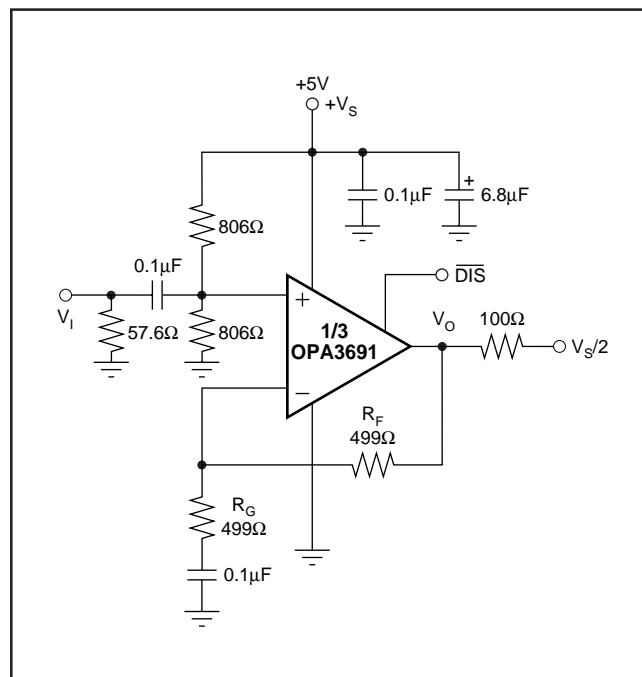 +5V
+V_S
0.1µF
+
6.8µF
806Ω
0.1µF
V_I
57.6Ω
806Ω
+
1/3
OPA3691
−
D̅I̅S̅
V_O
100Ω
V_S/2
R_F
499Ω
R_G
499Ω
0.1µF